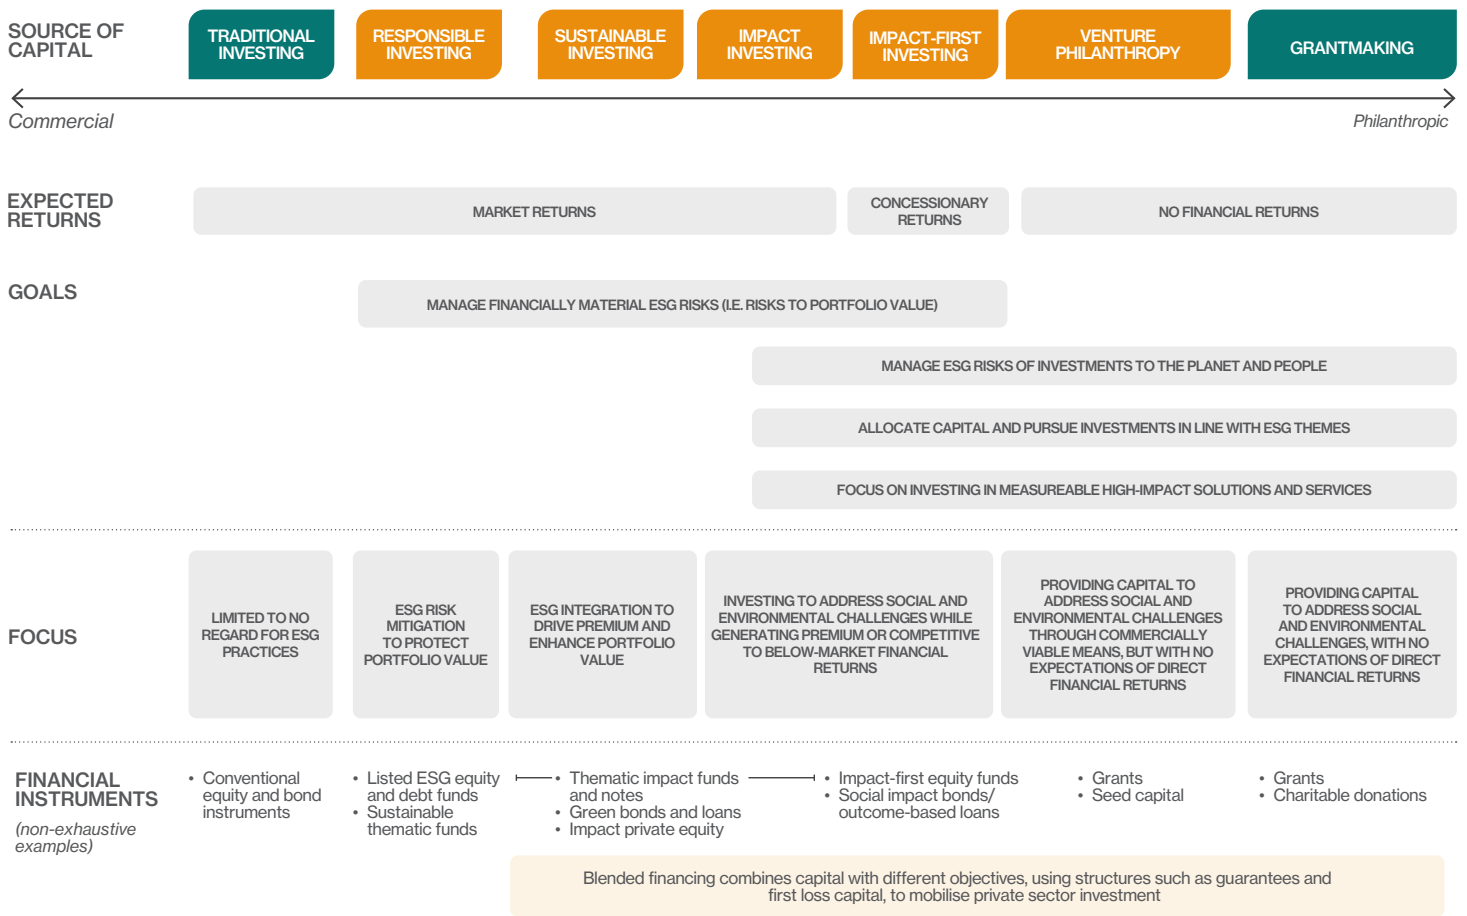 SOURCE OF
CAPITAL
TRADITIONAL
INVESTING
RESPONSIBLE
INVESTING
SUSTAINABLE
INVESTING
IMPACT
INVESTING
IMPACT-FIRST
INVESTING
VENTURE
PHILANTHROPY
GRANTMAKING
Commercial
Philanthropic
EXPECTED
RETURNS
MARKET RETURNS
CONCESSIONARY
RETURNS
NO FINANCIAL RETURNS
GOALS
MANAGE FINANCIALLY MATERIAL ESG RISKS (I.E. RISKS TO PORTFOLIO VALUE)
MANAGE ESG RISKS OF INVESTMENTS TO THE PLANET AND PEOPLE
ALLOCATE CAPITAL AND PURSUE INVESTMENTS IN LINE WITH ESG THEMES
FOCUS ON INVESTING IN MEASUREABLE HIGH-IMPACT SOLUTIONS AND SERVICES
FOCUS
LIMITED TO NO
REGARD FOR ESG
PRACTICES
ESG RISK
MITIGATION
TO PROTECT
PORTFOLIO VALUE
ESG INTEGRATION TO
DRIVE PREMIUM AND
ENHANCE PORTFOLIO
VALUE
INVESTING TO ADDRESS SOCIAL AND
ENVIRONMENTAL CHALLENGES WHILE
GENERATING PREMIUM OR COMPETITIVE
TO BELOW-MARKET FINANCIAL
RETURNS
PROVIDING CAPITAL TO
ADDRESS SOCIAL AND
ENVIRONMENTAL CHALLENGES
THROUGH COMMERCIALLY
VIABLE MEANS, BUT WITH NO
EXPECTATIONS OF DIRECT
FINANCIAL RETURNS
PROVIDING CAPITAL
TO ADDRESS SOCIAL
AND ENVIRONMENTAL
CHALLENGES, WITH NO
EXPECTATIONS OF DIRECT
FINANCIAL RETURNS
FINANCIAL
INSTRUMENTS
(non-exhaustive
examples)
• Conventional
equity and bond
instruments
• Listed ESG equity
and debt funds
• Sustainable
thematic funds
• Thematic impact funds
and notes
• Green bonds and loans
• Impact private equity
• Impact-first equity funds
• Social impact bonds/
outcome-based loans
• Grants
• Seed capital
• Grants
• Charitable donations
Blended financing combines capital with different objectives, using structures such as guarantees and
first loss capital, to mobilise private sector investment